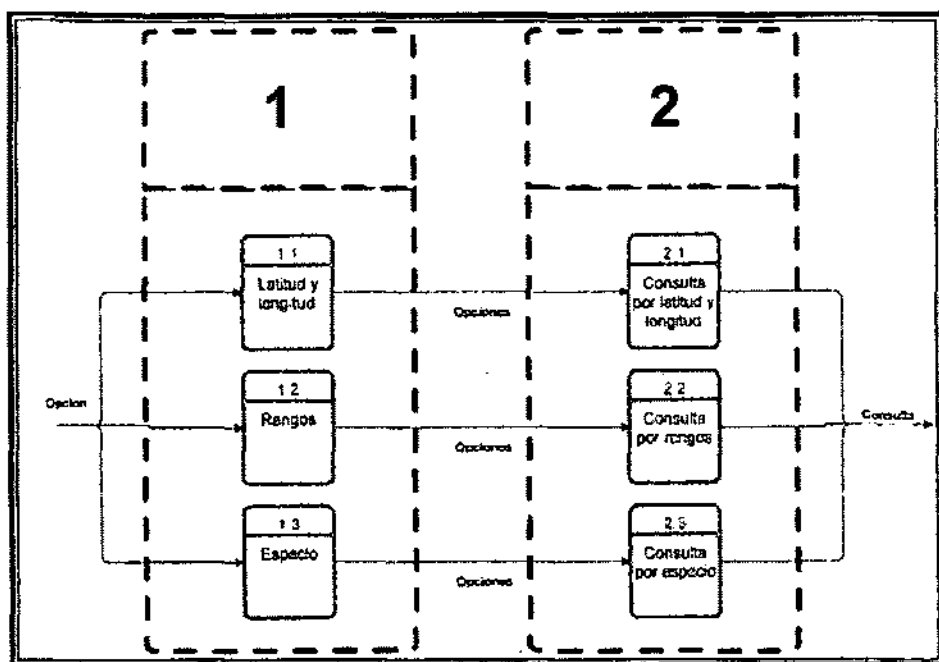 1
2
1.1
Latitud y
longitud
Opciones
2.1
Consulta
por latitud y
longitud
Opcion
1.2
Rangos
Opciones
2.2
Consulta
por rangos
Consulta
1.3
Espacio
Opciones
2.3
Consulta
por espacio